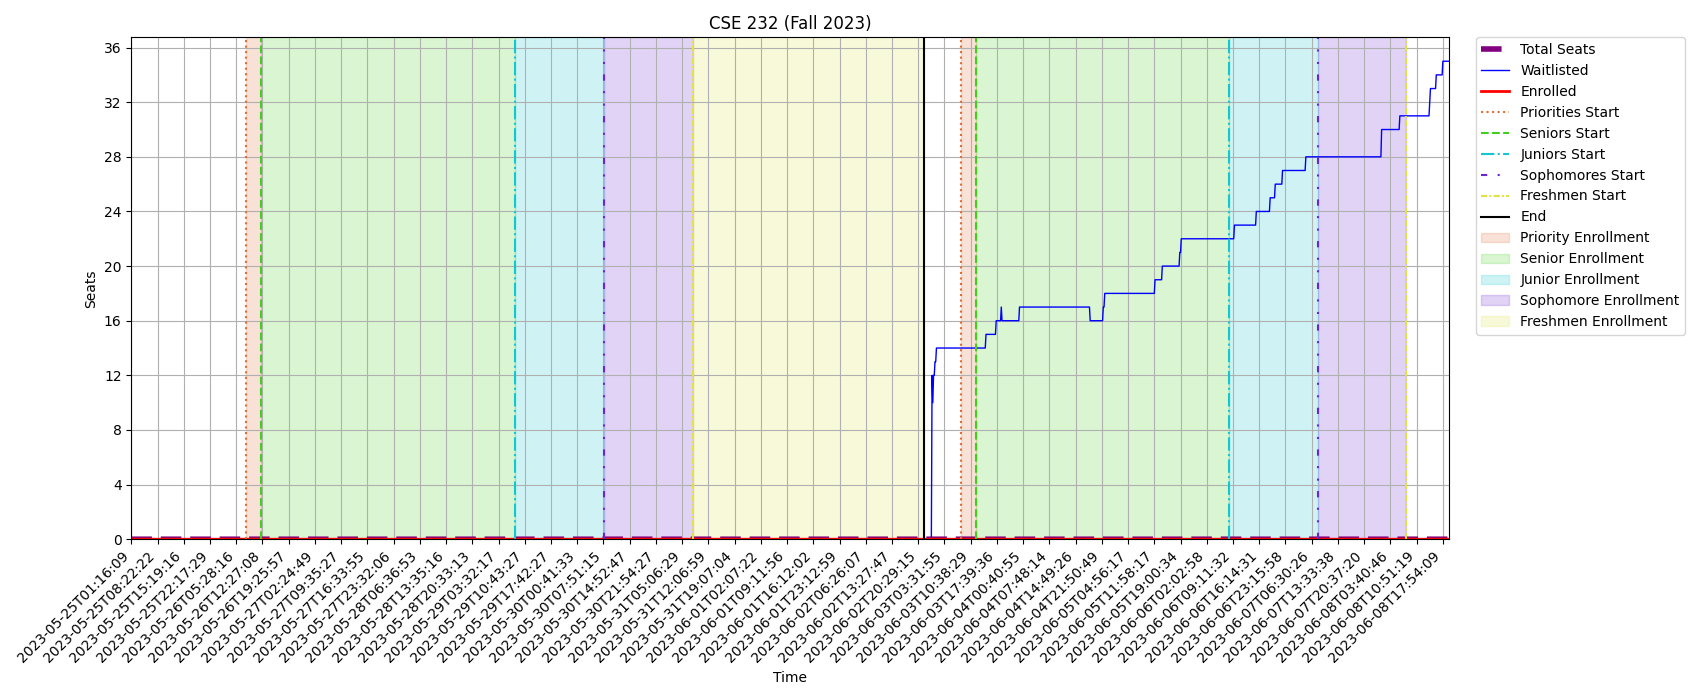 CSE 232 (Fall 2023)
Seats
36
32
28
24
20
16
12
8
4
0
2023-05-25T01:16:09
2023-05-25T08:22:22
2023-05-25T15:19:16
2023-05-25T22:17:29
2023-05-26T05:28:16
2023-05-26T12:27:08
2023-05-26T19:25:57
2023-05-27T02:24:49
2023-05-27T09:35:27
2023-05-27T16:33:55
2023-05-27T23:32:06
2023-05-28T06:36:53
2023-05-28T13:35:16
2023-05-28T20:33:13
2023-05-29T03:32:17
2023-05-29T10:43:27
2023-05-29T17:42:27
2023-05-30T00:41:33
2023-05-30T07:51:15
2023-05-30T14:52:47
2023-05-30T21:54:27
2023-05-31T05:06:29
2023-05-31T12:06:59
2023-05-31T19:07:04
2023-06-01T02:07:22
2023-06-01T09:11:56
2023-06-01T16:12:02
2023-06-01T23:12:59
2023-06-02T06:26:07
2023-06-02T13:27:47
2023-06-02T20:29:15
2023-06-03T03:31:55
2023-06-03T10:38:29
2023-06-03T17:39:36
2023-06-04T00:40:55
2023-06-04T07:48:14
2023-06-04T14:49:26
2023-06-04T21:50:49
2023-06-05T04:56:17
2023-06-05T11:58:17
2023-06-05T19:00:34
2023-06-06T02:02:58
2023-06-06T09:11:32
2023-06-06T16:14:31
2023-06-06T23:15:58
2023-06-07T06:30:26
2023-06-07T13:33:38
2023-06-07T20:37:20
2023-06-08T03:40:46
2023-06-08T10:51:19
2023-06-08T17:54:09
Time
Total Seats
Waitlisted
Enrolled
Priorities Start
Seniors Start
Juniors Start
Sophomores Start
Freshmen Start
End
Priority Enrollment
Senior Enrollment
Junior Enrollment
Sophomore Enrollment
Freshmen Enrollment